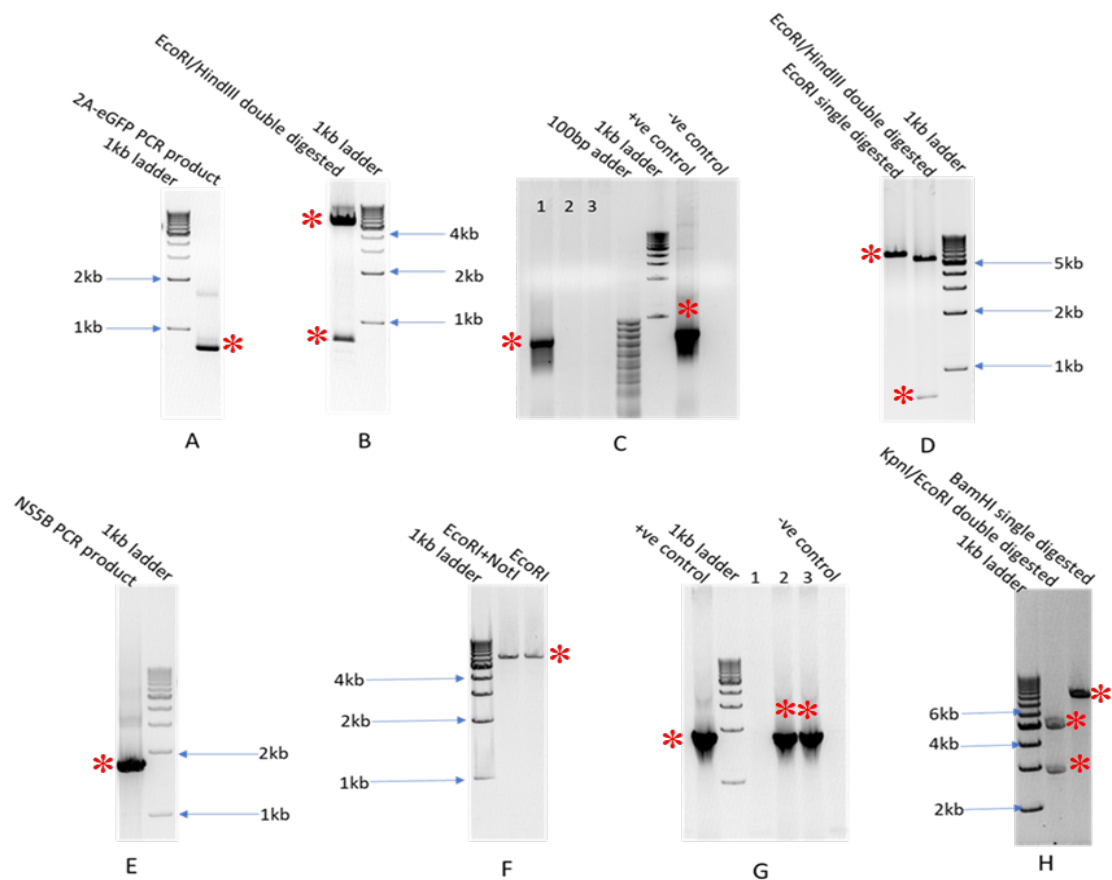 2A-eGFP PCR product
1kb ladder
2kb
1kb
A
EcoRI/HindIII double digested
1kb ladder
4kb
2kb
1kb
B
100bp adder
1kb ladder
+ve control
-ve control
1 2 3
*
*
C
EcoRI/HindIII double digested
EcoRI single digested
1kb ladder
5kb
2kb
1kb
D
NS5B PCR product
1kb ladder
2kb
1kb
E
EcoRI+NotI
EcoRI
1kb ladder
4kb
2kb
1kb
F
+ve control
1kb ladder
-ve control
1 2 3
G
BamHI single digested
KpnI/EcoRI double digested
1kb ladder
6kb
4kb
2kb
H